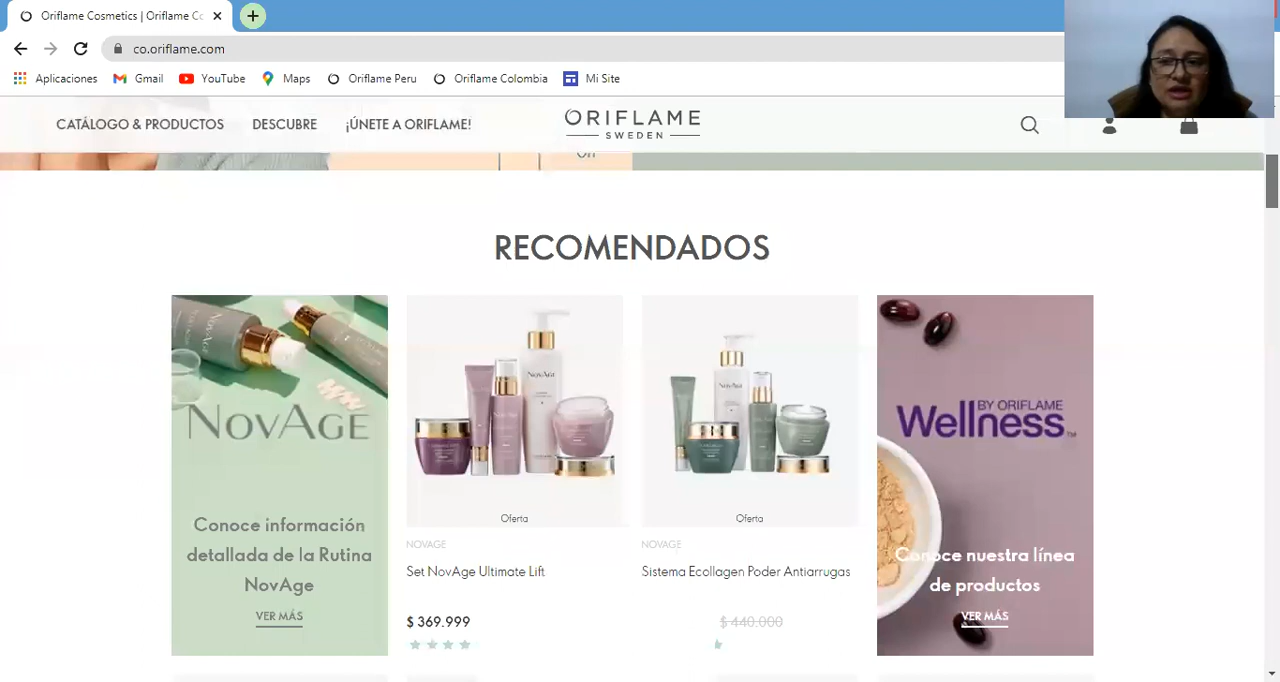 Oriflame Cosmetics | Oriflame Co
co.oriflame.com
Aplicaciones
Gmail
YouTube
Maps
Oriflame Peru
Oriflame Colombia
Mi Site
CATÁLOGO & PRODUCTOS
DESCUBRE
¡ÚNETE A ORIFLAME!
ORIFLAME
SWEDEN
RECOMENDADOS
NOVAGE
Conoce información
detallada de la Rutina
NovAge
VER MÁS
NOVAGE
Oferta
NOVAGE
Set NovAge Ultimate Lift
$ 369.999
NOVAGE
Oferta
NOVAGE
Sistema Ecollagen Poder Antiarrugas
$ 440.000
BY ORIFLAME
Wellness™
Conoce nuestra línea
de productos
VER MÁS